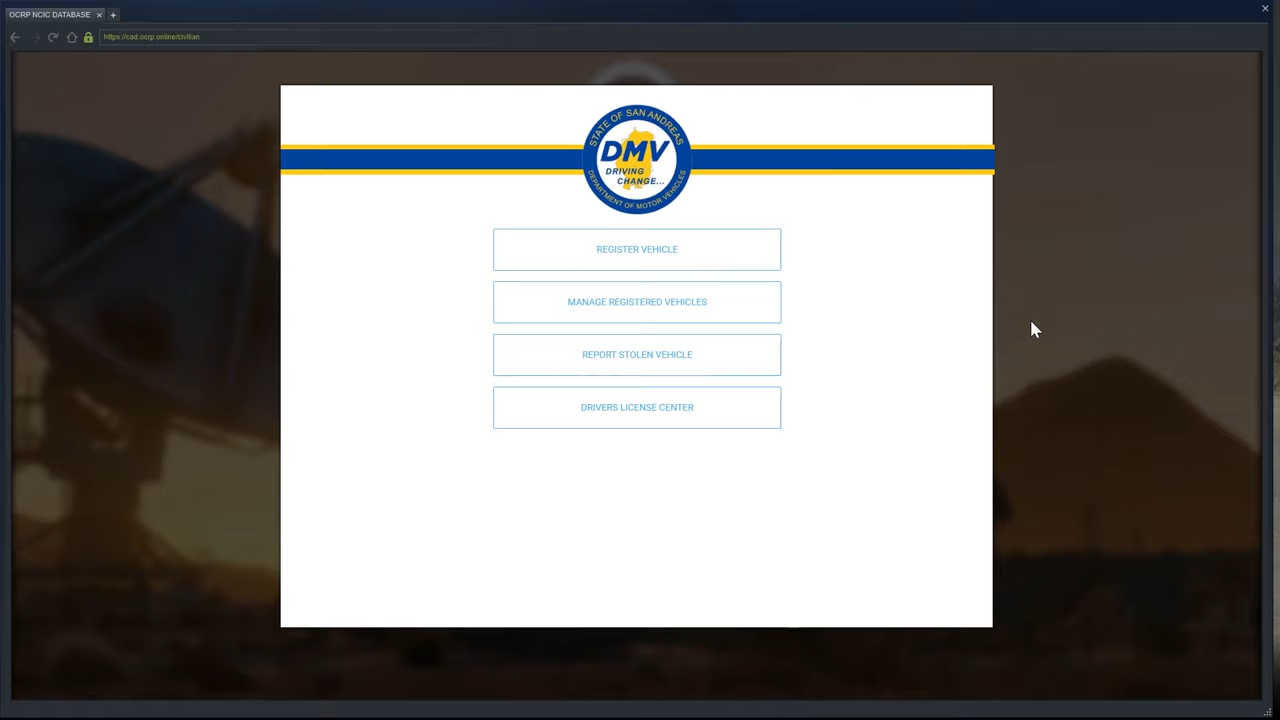 OCRP NCIC DATABASE
https://cad.ocrp.online/civilian
STATE OF SAN ANDREAS
DMV
DRIVING
CHANGE...
DEPARTMENT OF MOTOR VEHICLES
REGISTER VEHICLE
MANAGE REGISTERED VEHICLES
REPORT STOLEN VEHICLE
DRIVERS LICENSE CENTER